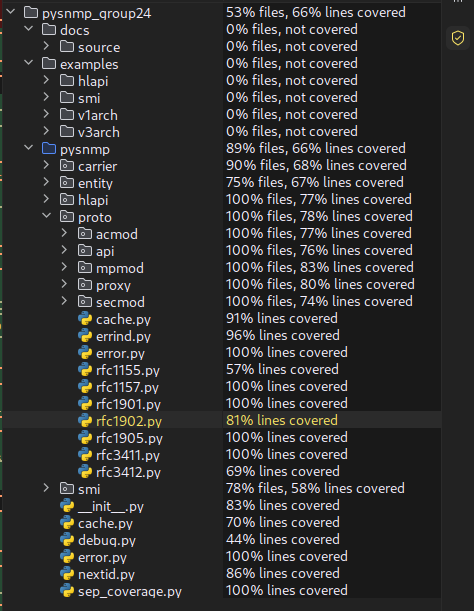 pysnmp_group24 53% files, 66% lines covered
docs 0% files, not covered
source 0% files, not covered
examples 0% files, not covered
hlapi 0% files, not covered
smi 0% files, not covered
v1arch 0% files, not covered
v3arch 0% files, not covered
pysnmp 89% files, 66% lines covered
carrier 90% files, 68% lines covered
entity 75% files, 67% lines covered
hlapi 100% files, 77% lines covered
proto 100% files, 78% lines covered
acmod 100% files, 77% lines covered
api 100% files, 76% lines covered
mpmod 100% files, 83% lines covered
proxy 100% files, 80% lines covered
secmod 100% files, 74% lines covered
cache.py 91% lines covered
errind.py 96% lines covered
error.py 100% lines covered
rfc1155.py 57% lines covered
rfc1157.py 100% lines covered
rfc1901.py 100% lines covered
rfc1902.py 81% lines covered
rfc1905.py 100% lines covered
rfc3411.py 100% lines covered
rfc3412.py 69% lines covered
smi 78% files, 58% lines covered
__init__.py 83% lines covered
cache.py 70% lines covered
debug.py 44% lines covered
error.py 100% lines covered
nextid.py 86% lines covered
sep_coverage.py 100% lines covered